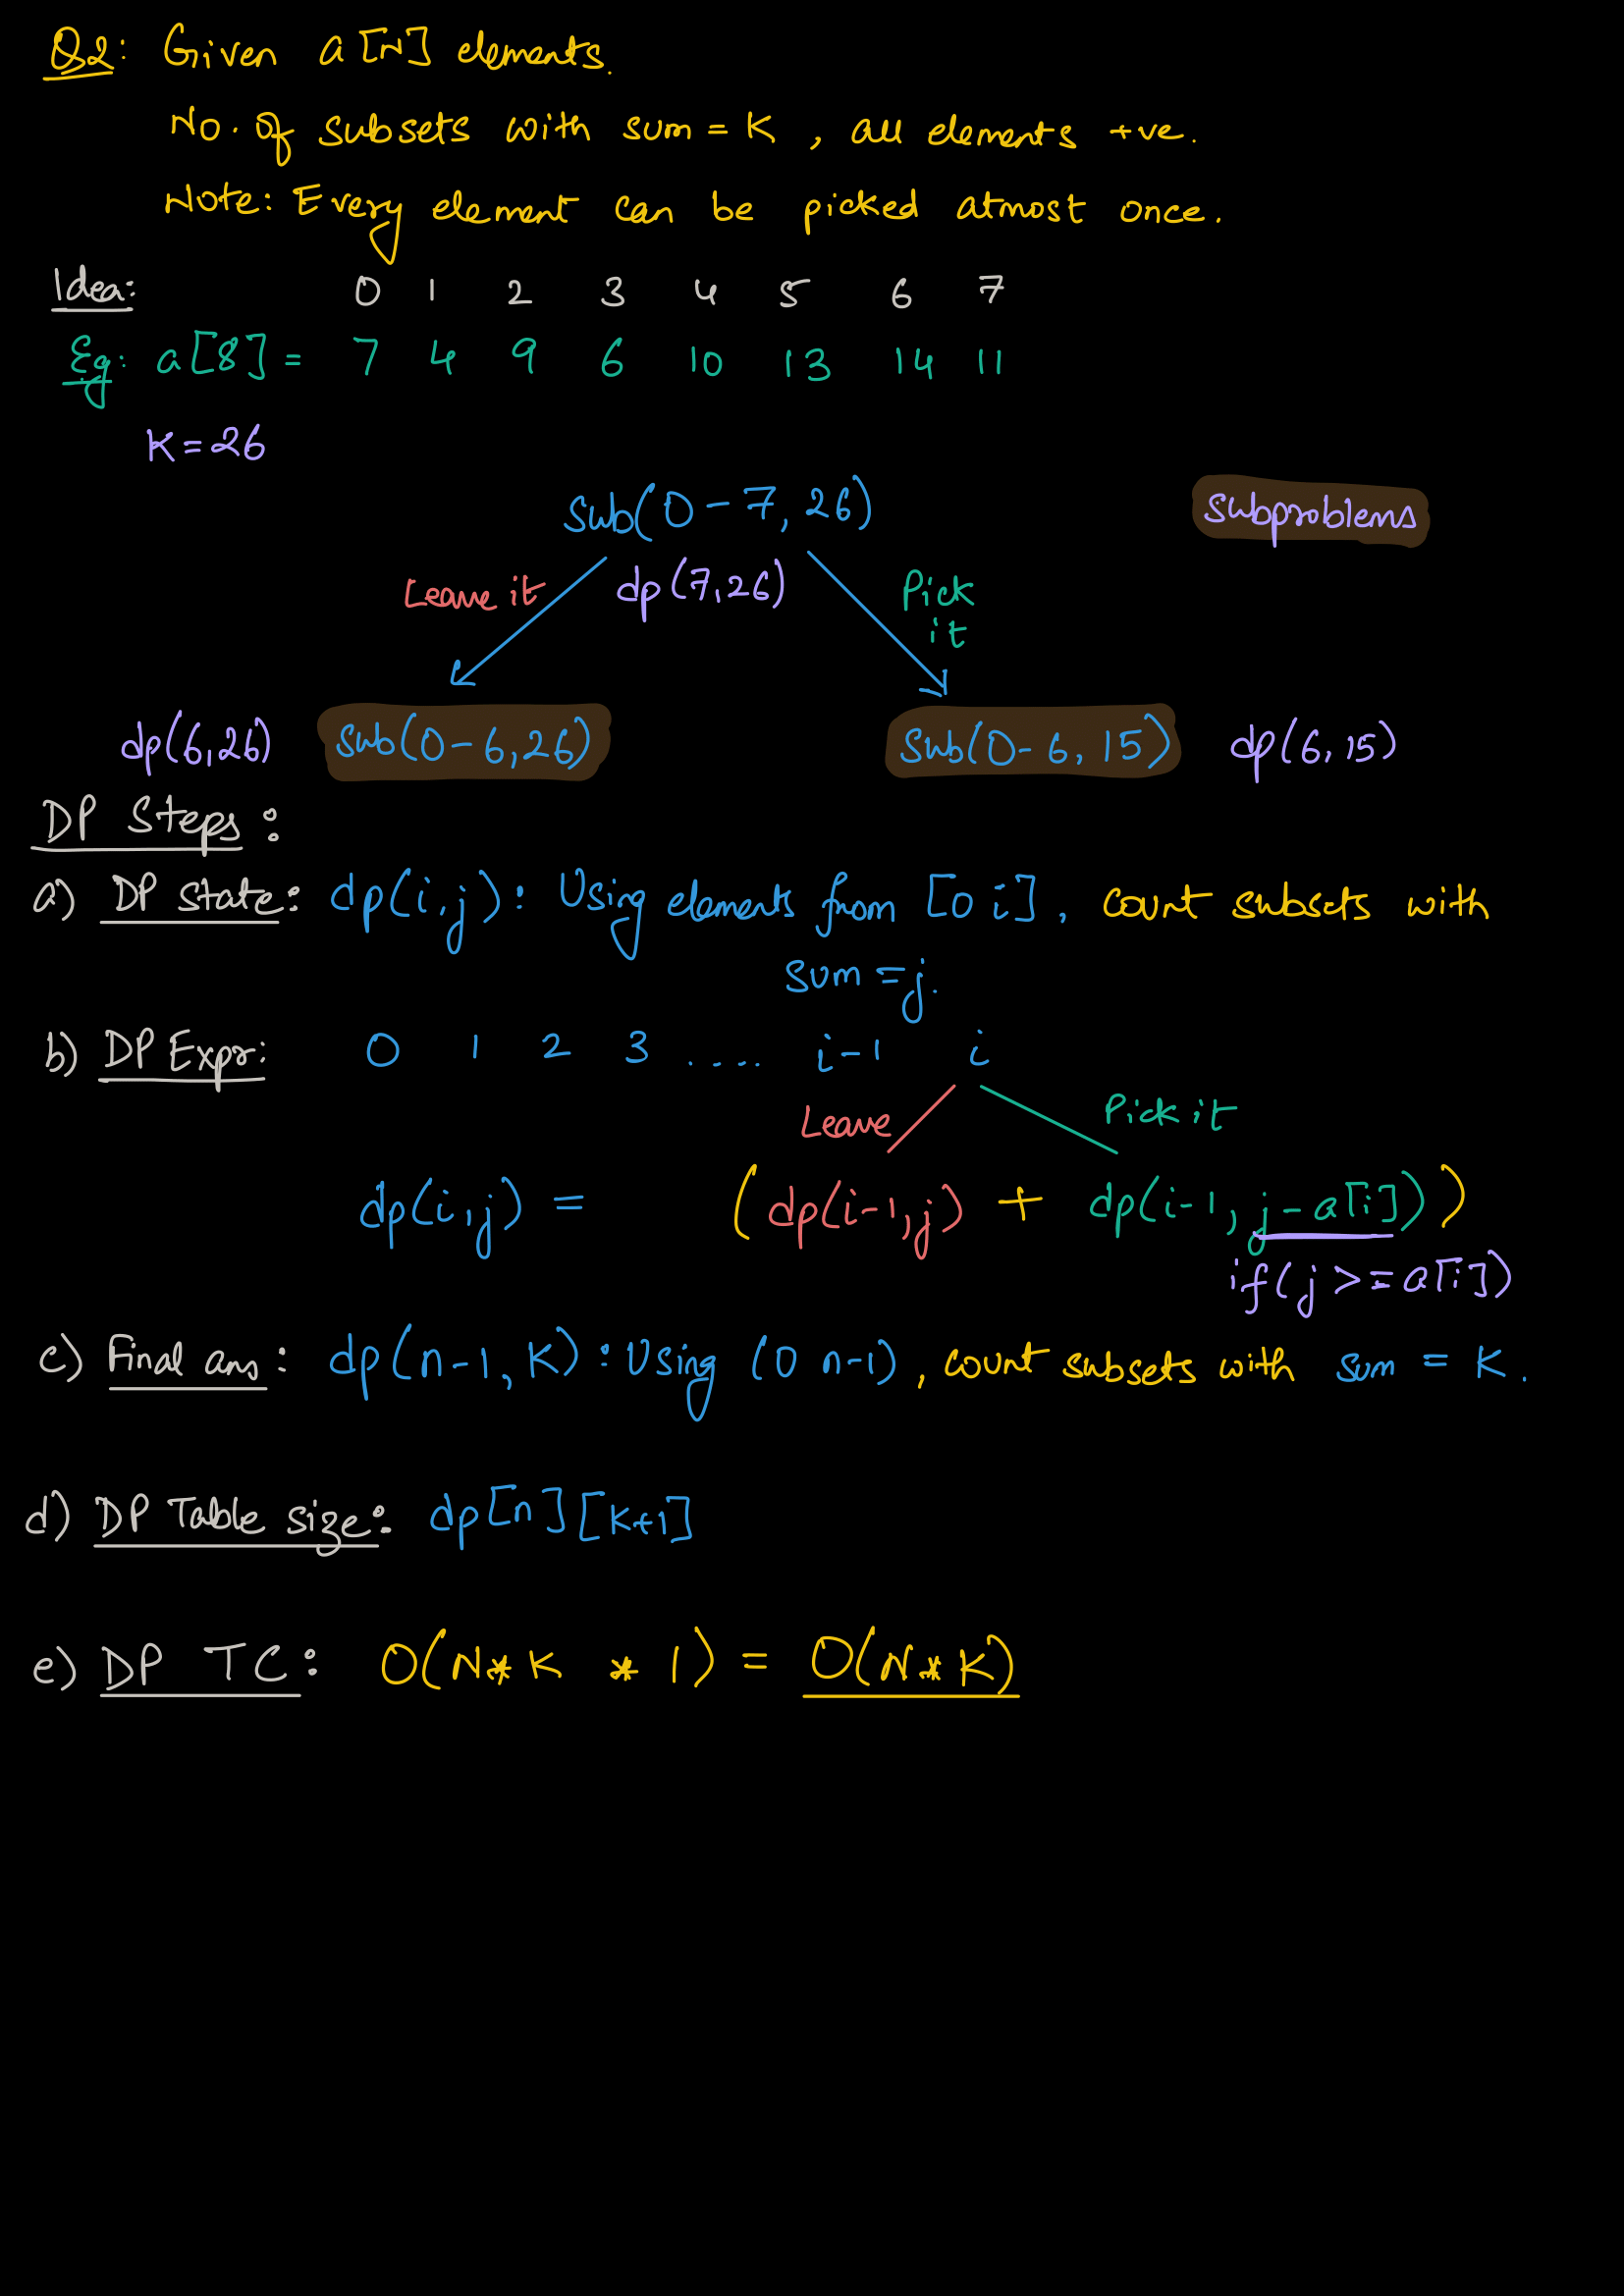 Q2: Given a[N] elements.
No. of subsets with sum = K, all elements +ve.
Note: Every element can be picked atmost once.
Idea: 0 1 2 3 4 5 6 7
Eg: a[8] = 7 4 9 6 10 13 14 11
K = 26
sub(0-7, 26) subproblems
Leave it dp(7,26) Pick
it
dp(6,26) sub(0-6,26) sub(0-6, 15) dp(6,15)
DP Steps:
a) DP state: dp(i,j): Using elements from [0 i], count subsets with
sum = j.
b) DP Expr: 0 1 2 3 .... i-1 i
Leave Pick it
dp(i,j) = (dp(i-1,j) + dp(i-1, j-a[i]))
if(j >= a[i])
c) Final ans: dp(n-1, K): Using (0 n-1), count subsets with sum = K.
d) DP Table size: dp[n][K+1]
e) DP TC: O(N*K * 1) = O(N*K)